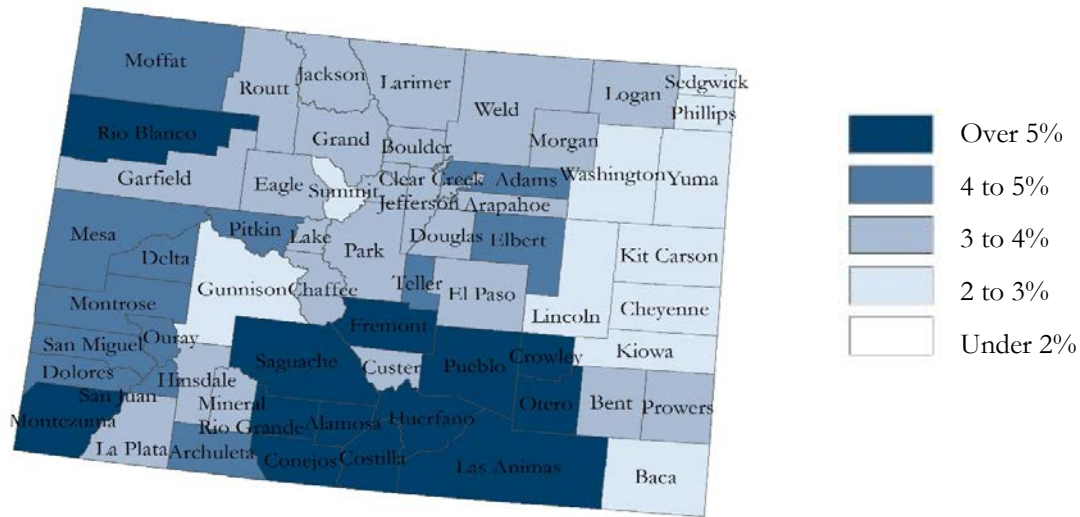 Moffat
Routt
Jackson
Larimer
Weld
Logan
Sedgwick
Phillips
Rio Blanco
Grand
Boulder
Morgan
Washington
Yuma
Garfield
Eagle
Summit
Clear Creek
Jefferson
Adams
Arapahoe
Mesa
Pitkin
Lake
Park
Douglas
Elbert
Delta
Gunnison
Chaffee
Teller
El Paso
Lincoln
Kit Carson
Cheyenne
Montrose
Ouray
San Miguel
Fremont
Kiowa
Dolores
San Juan
Hinsdale
Saguache
Custer
Pueblo
Crowley
Otero
Bent
Prowers
Montezuma
Mineral
Rio Grande
Alamosa
Huerfano
La Plata
Archuleta
Conejos
Costilla
Las Animas
Baca
Over 5%
4 to 5%
3 to 4%
2 to 3%
Under 2%